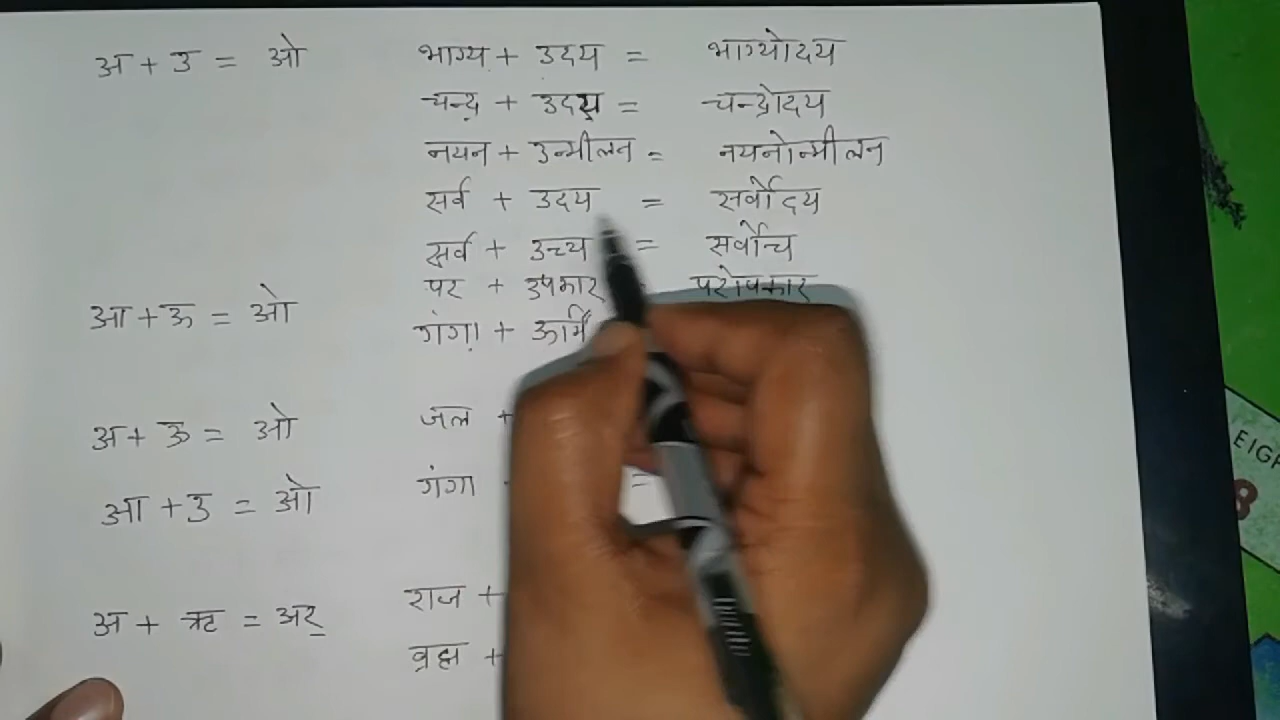 अ + उ = ओ भाग्य + उदय = भाग्योदय
चन्द्र + उदय = चन्द्रोदय
नयन + उन्मीलन = नयनोन्मीलन
सर्व + उदय = सर्वोदय
सर्व + उच्च = सर्वोच्च
पर + उपकार परोपकार
आ + ऊ = ओ गंगा + ऊर्मि
अ + ऊ = ओ जल +
आ + उ = ओ गंगा =
अ + ऋ = अर् राज +
ब्रह्म +
8